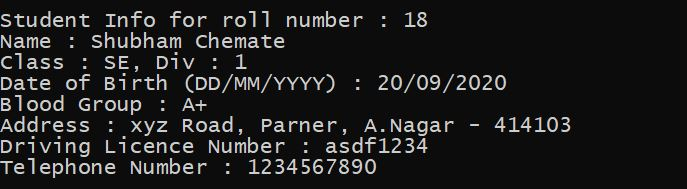 Student Info for roll number : 18
Name : Shubham Chemate
Class : SE, Div : 1
Date of Birth (DD/MM/YYYY) : 20/09/2020
Blood Group : A+
Address : xyz Road, Parner, A.Nagar - 414103
Driving Licence Number : asdf1234
Telephone Number : 1234567890